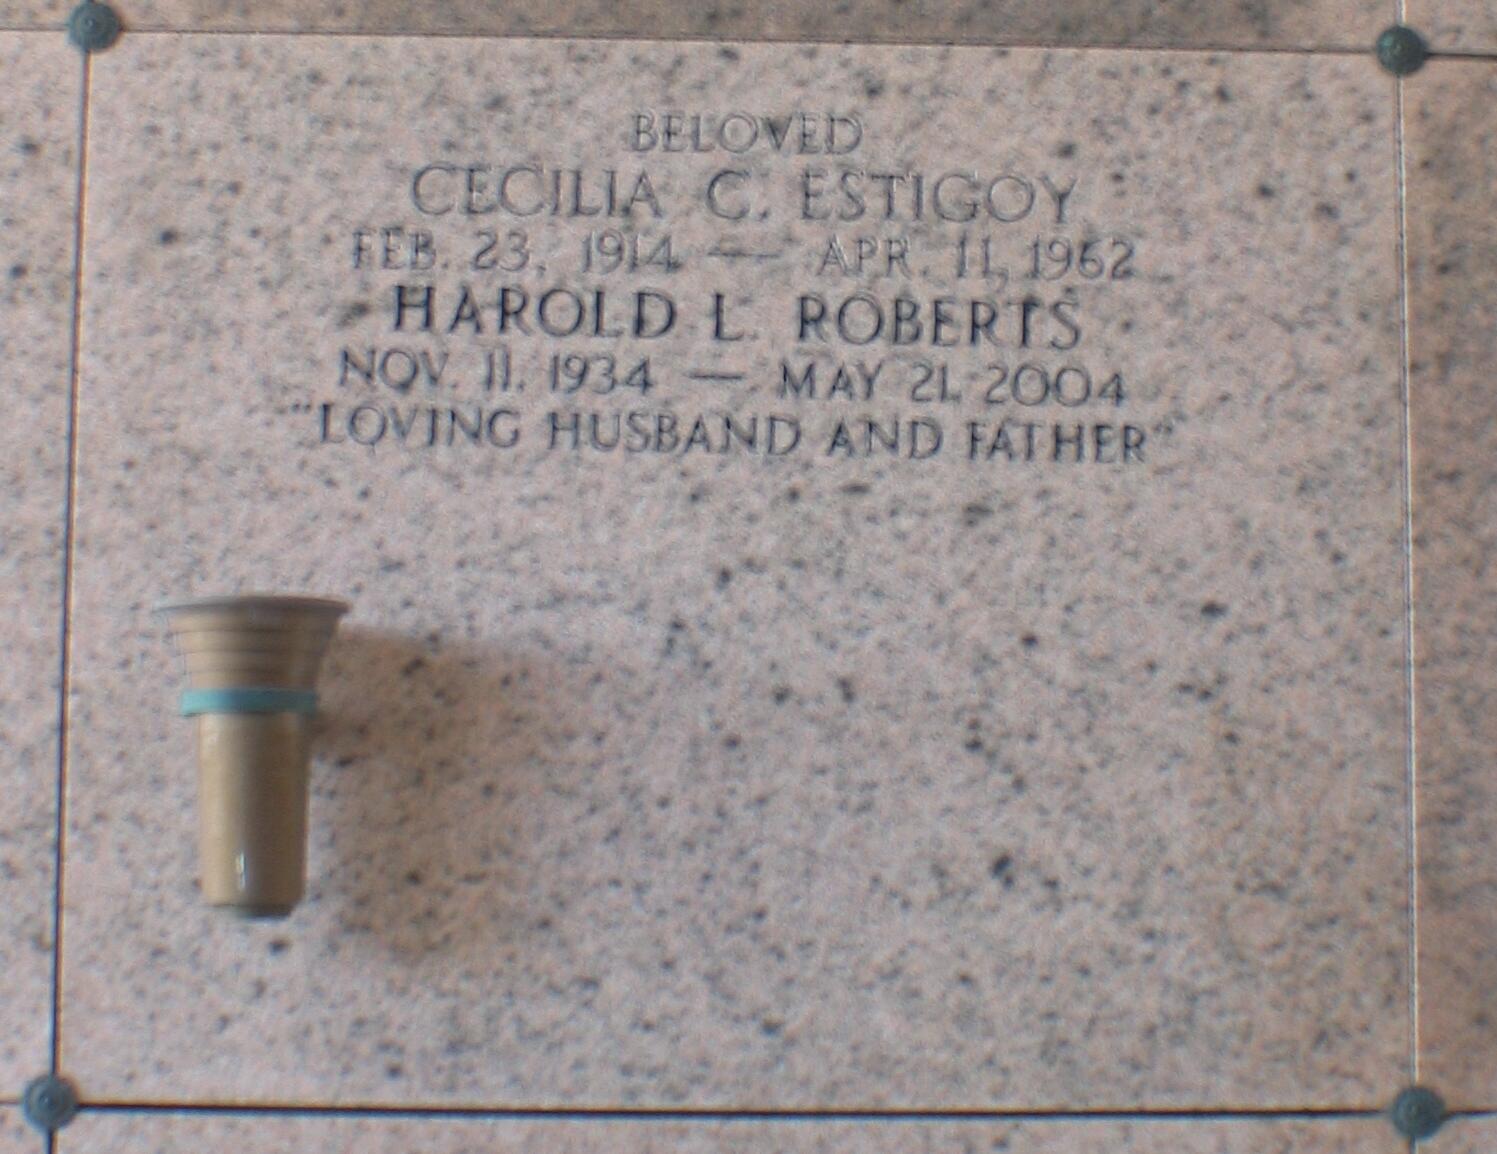 BELOVED
CECILIA C. ESTIGOY
FEB. 23, 1914 — APR. 11, 1962
HAROLD L. ROBERTS
NOV. 11, 1934 — MAY 21, 2004
"LOVING HUSBAND AND FATHER"